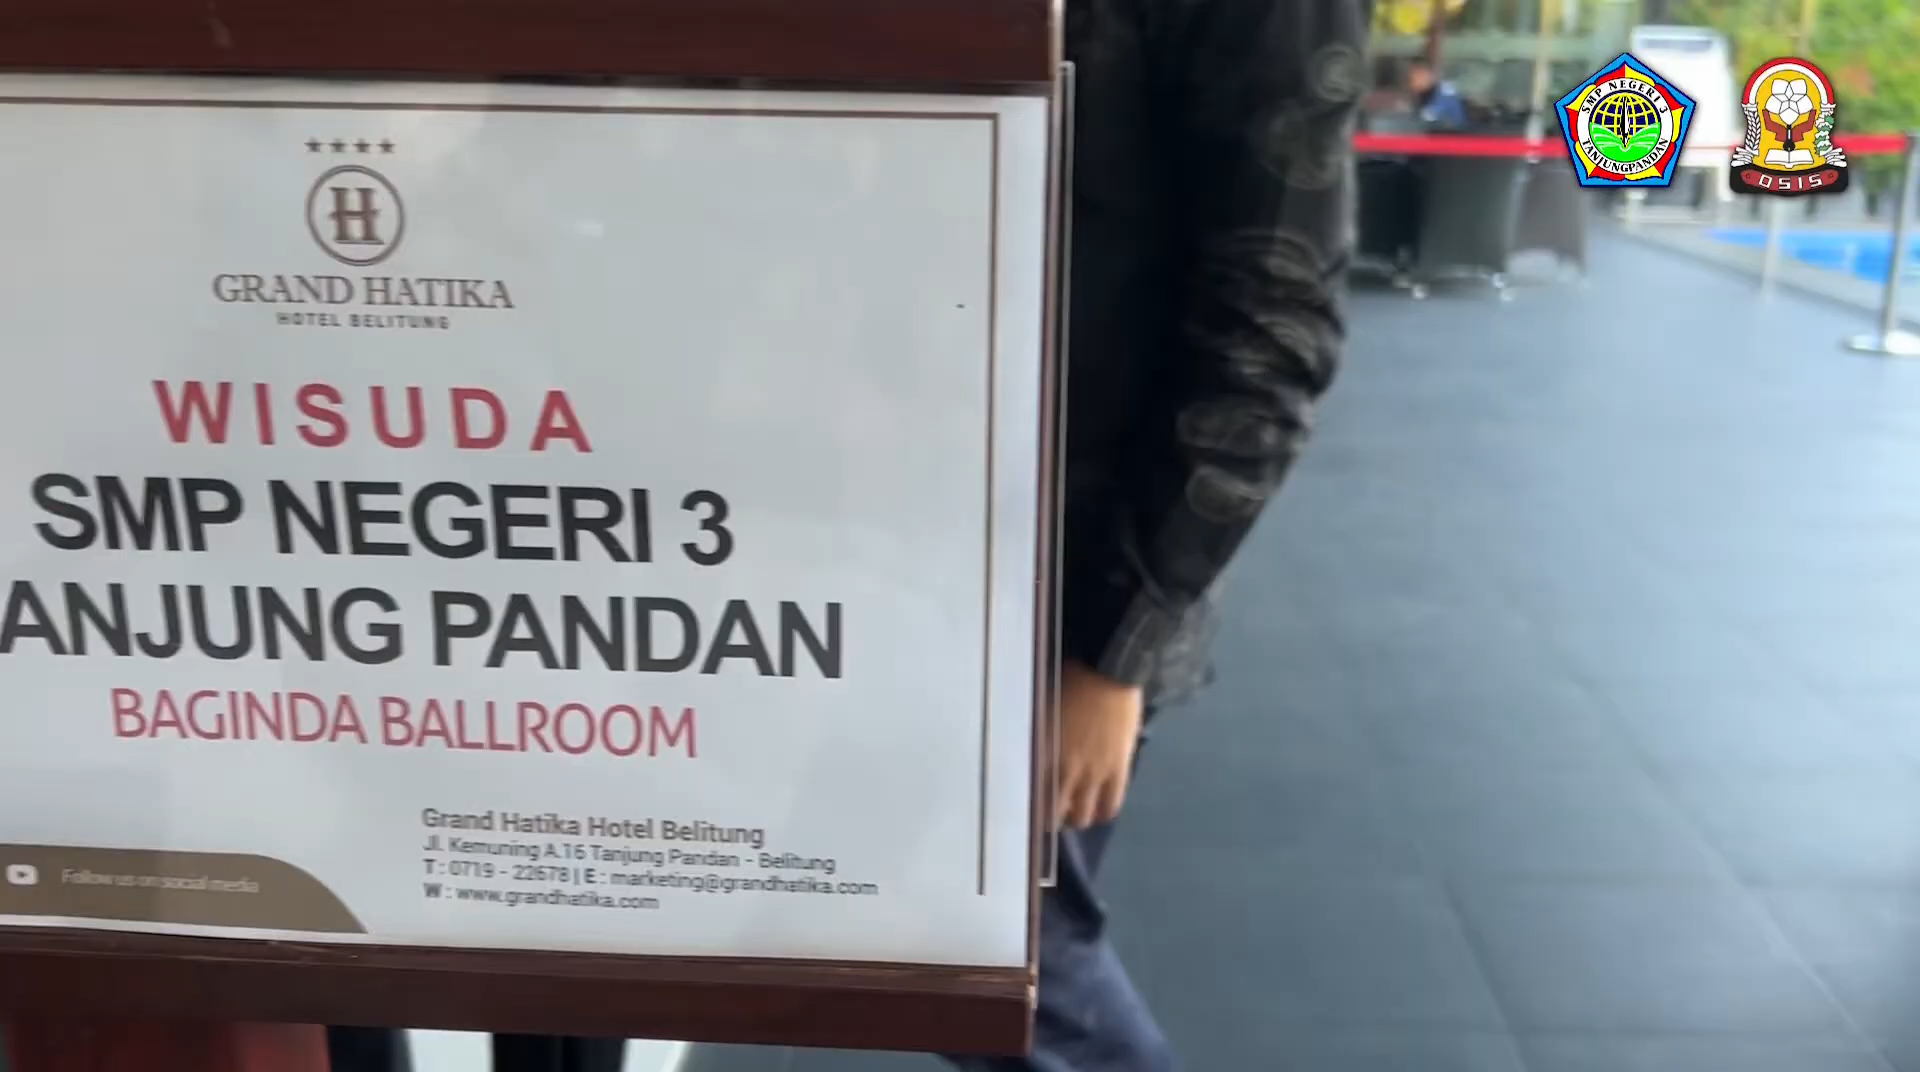 GRAND HATIKA
HOTEL BELITUNG
WISUDA
SMP NEGERI 3
ANJUNG PANDAN
BAGINDA BALLROOM
Grand Hatika Hotel Belitung
Jl. Kemuning A.16 Tanjung Pandan - Belitung
T : 0719 - 22678 | E : marketing@grandhatika.com
W : www.grandhatika.com
Follow us on social media
SMP NEGERI 3
TANJUNGPANDAN
OSIS